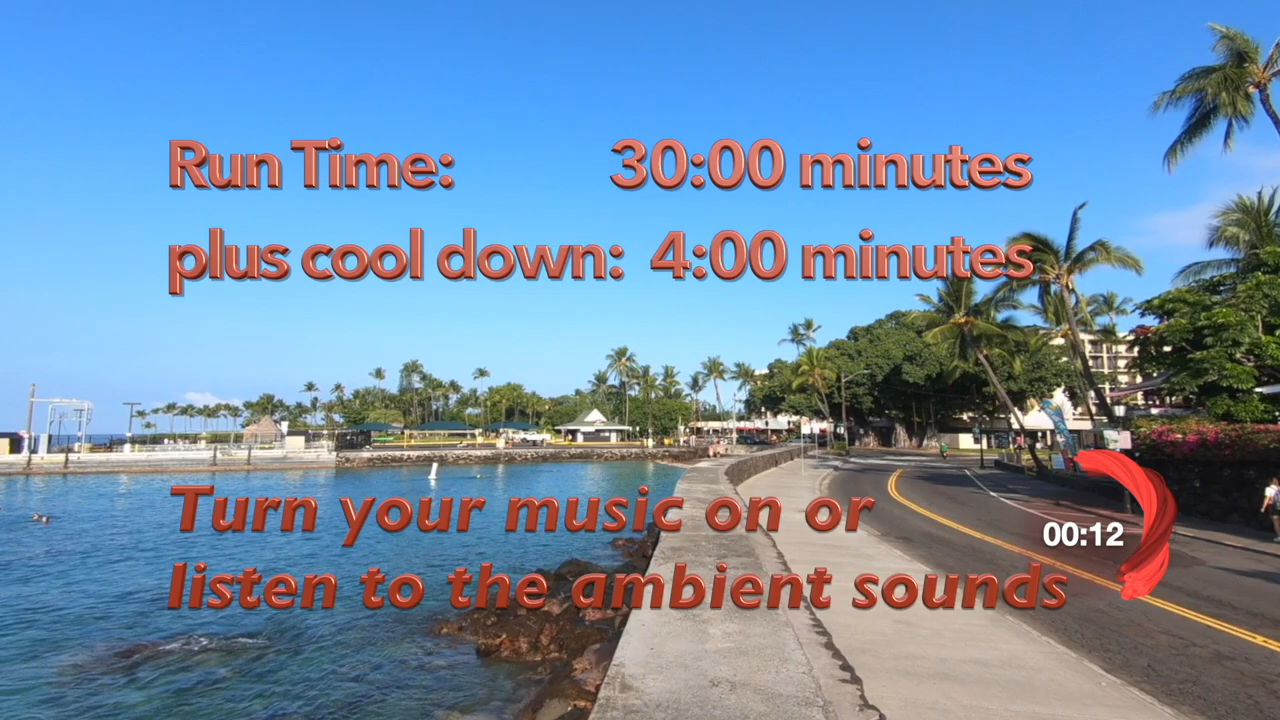 Run Time: 30:00 minutes
plus cool down: 4:00 minutes
Turn your music on or
listen to the ambient sounds
00:12